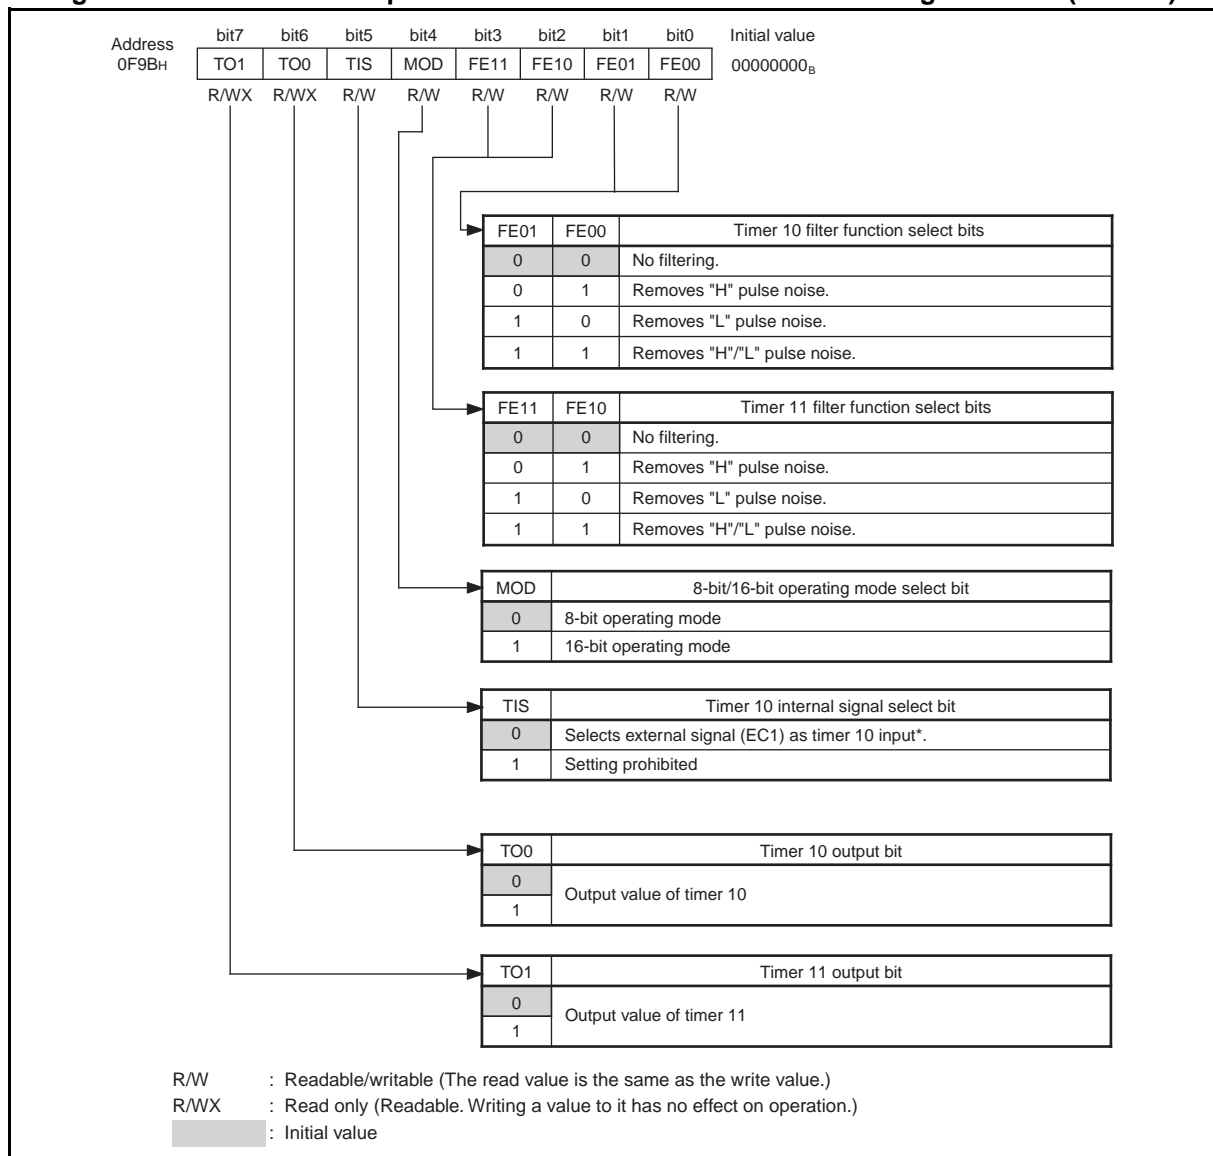 bit7 bit6 bit5 bit4 bit3 bit2 bit1 bit0 Initial value
Address
0F9BH TO1 TO0 TIS MOD FE11 FE10 FE01 FE00 00000000B
R/WX R/WX R/W R/W R/W R/W R/W R/W
FE01 FE00 Timer 10 filter function select bits
0 0 No filtering.
0 1 Removes "H" pulse noise.
1 0 Removes "L" pulse noise.
1 1 Removes "H"/"L" pulse noise.
FE11 FE10 Timer 11 filter function select bits
0 0 No filtering.
0 1 Removes "H" pulse noise.
1 0 Removes "L" pulse noise.
1 1 Removes "H"/"L" pulse noise.
MOD 8-bit/16-bit operating mode select bit
0 8-bit operating mode
1 16-bit operating mode
TIS Timer 10 internal signal select bit
0 Selects external signal (EC1) as timer 10 input*.
1 Setting prohibited
TO0 Timer 10 output bit
0 Output value of timer 10
1
TO1 Timer 11 output bit
0 Output value of timer 11
1
R/W : Readable/writable (The read value is the same as the write value.)
R/WX : Read only (Readable. Writing a value to it has no effect on operation.)
: Initial value